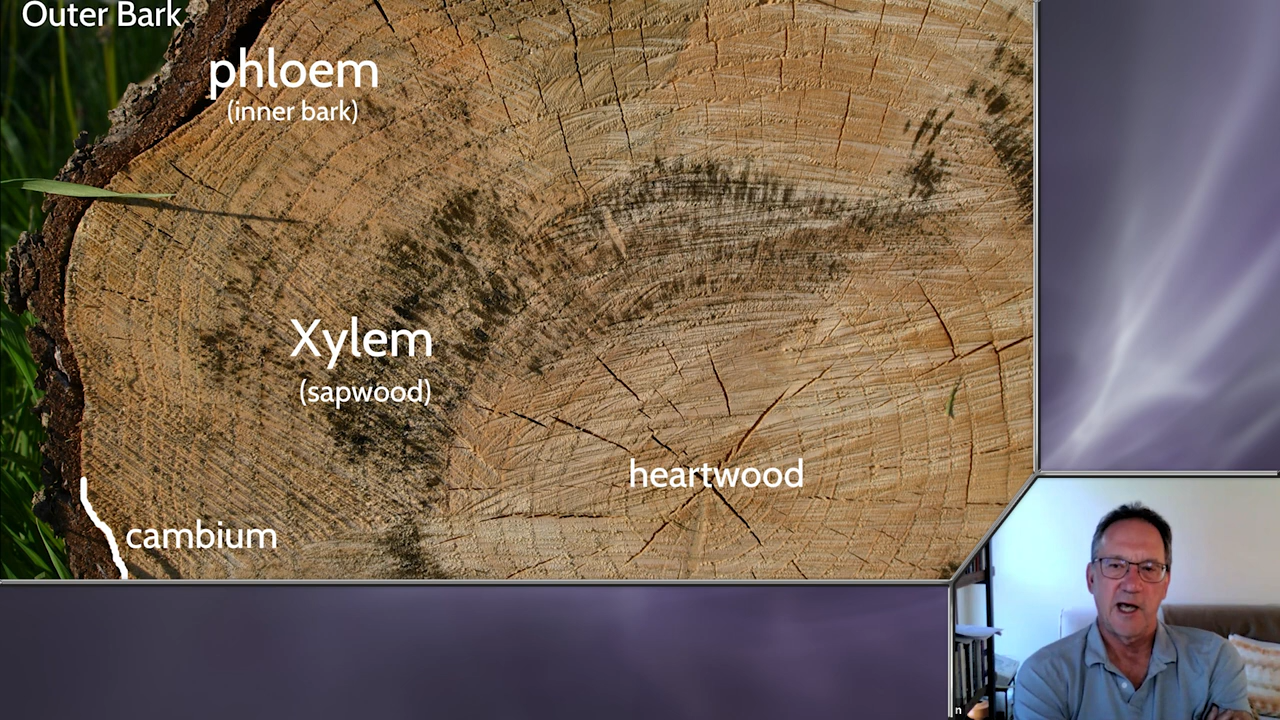 Outer Bark
phloem
(inner bark)
Xylem
(sapwood)
heartwood
cambium
n